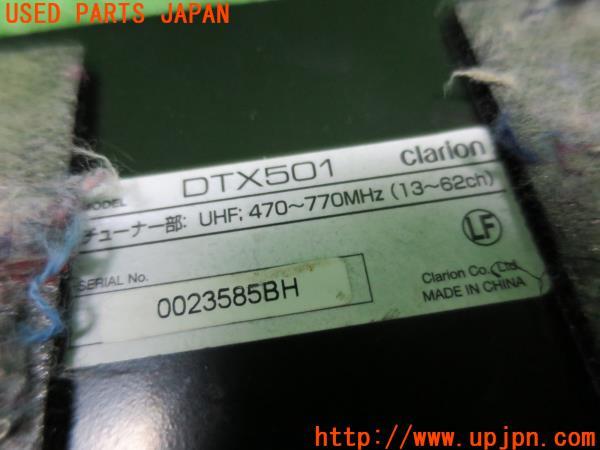 USED PARTS JAPAN
MODEL DTX501 clarion
チューナー部: UHF; 470~770MHz (13~62ch)
LF
SERIAL No.
0023585BH
Clarion Co., Ltd.
MADE IN CHINA
http://www.upjpn.com